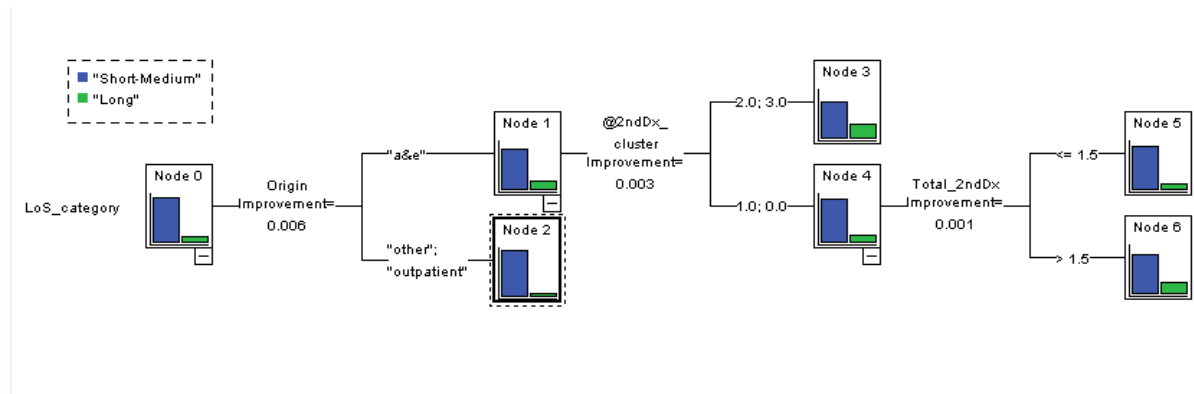 "Short-Medium"
"Long"
LoS_category
Node 0
Origin
Improvement=
0.006
"a&e"
"other";
"outpatient"
Node 1
Node 2
@2ndDx_
cluster
Improvement=
0.003
2.0; 3.0
1.0; 0.0
Node 3
Node 4
Total_2ndDx
Improvement=
0.001
<= 1.5
> 1.5
Node 5
Node 6